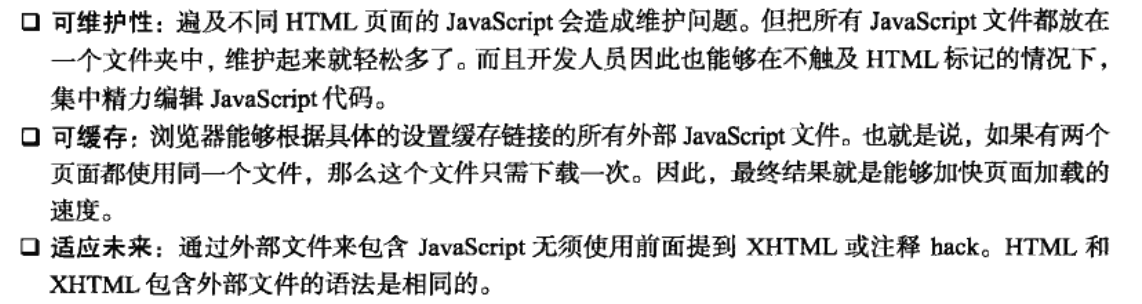 ❑ 可维护性：遍及不同 HTML 页面的 JavaScript 会造成维护问题。但把所有 JavaScript 文件都放在
一个文件夹中，维护起来就轻松多了。而且开发人员因此也能够在不触及 HTML 标记的情况下，
集中精力编辑 JavaScript 代码。
❑ 可缓存：浏览器能够根据具体的设置缓存链接的所有外部 JavaScript 文件。也就是说，如果有两个
页面都使用同一个文件，那么这个文件只需下载一次。因此，最终结果就是能够加快页面加载的
速度。
❑ 适应未来：通过外部文件来包含 JavaScript 无须使用前面提到 XHTML 或注释 hack。HTML 和
XHTML 包含外部文件的语法是相同的。